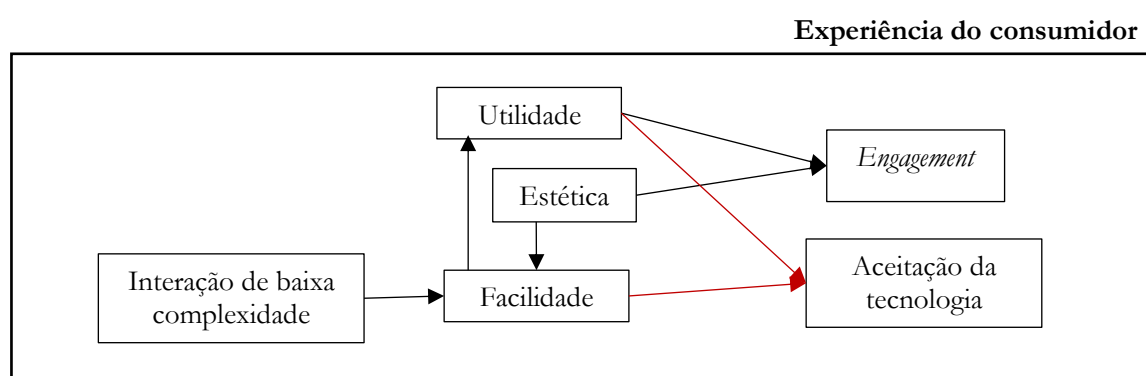 Experiência do consumidor
Utilidade
Engagement
Estética
Interação de baixa
complexidade
Facilidade
Aceitação da
tecnologia